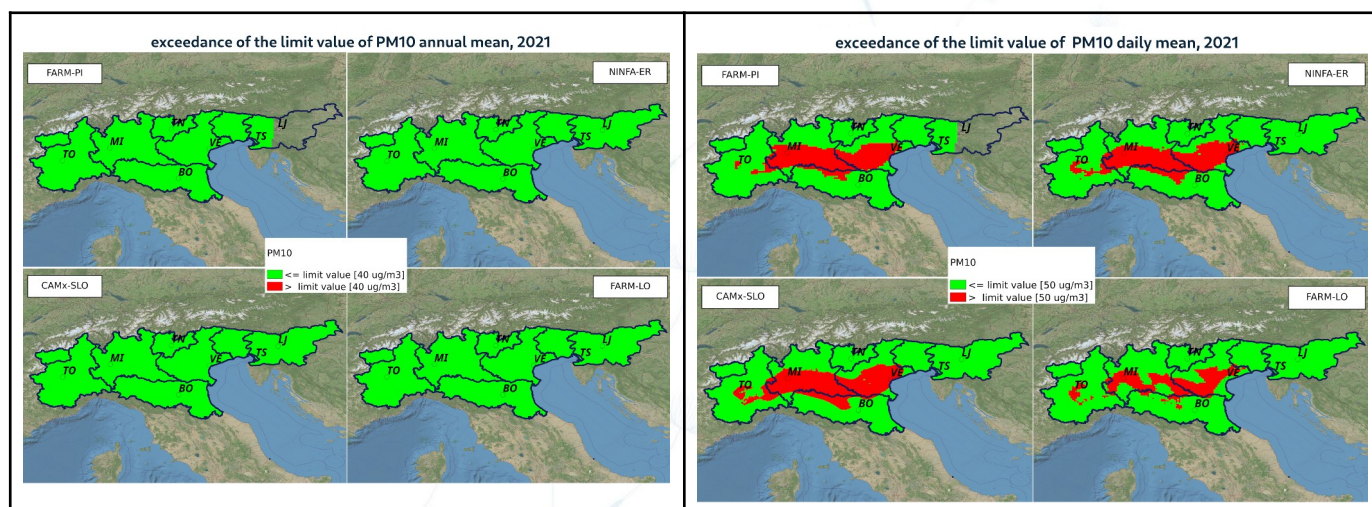 exceedance of the limit value of PM10 annual mean, 2021
FARM-PI
NINFA-ER
TO
MI
TN
VE
TS
LJ
BO
TO
MI
TN
VE
TS
LJ
BO
PM10
<= limit value [40 ug/m3]
> limit value [40 ug/m3]
CAMx-SLO
FARM-LO
TO
MI
TN
VE
TS
LJ
BO
TO
MI
TN
VE
TS
LJ
BO
exceedance of the limit value of PM10 daily mean, 2021
FARM-PI
NINFA-ER
TO
MI
TN
VE
TS
LJ
BO
TO
MI
TN
VE
TS
LJ
BO
PM10
<= limit value [50 ug/m3]
> limit value [50 ug/m3]
CAMx-SLO
FARM-LO
TO
MI
TN
VE
TS
LJ
BO
TO
MI
TN
VE
TS
LJ
BO